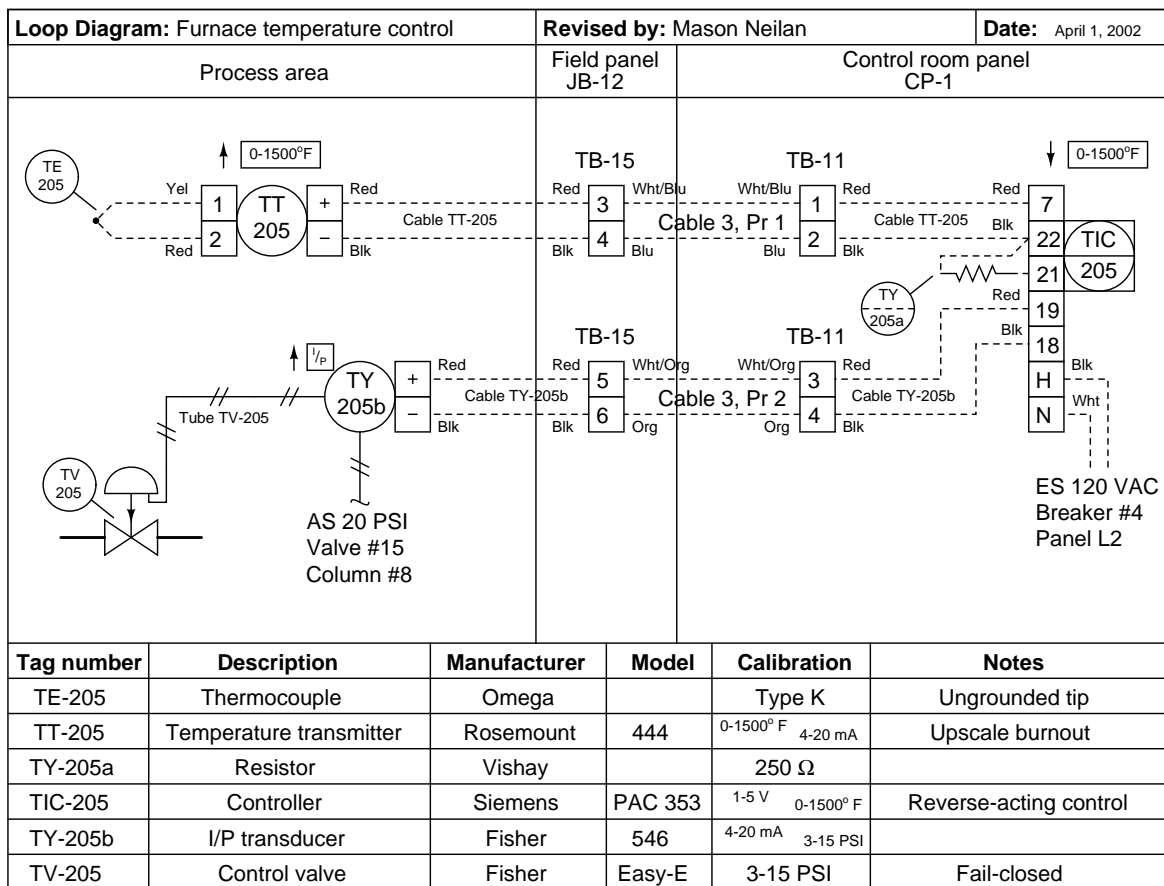 Loop Diagram: Furnace temperature control Revised by: Mason Neilan Date: April 1, 2002
Process area Field panel JB-12 Control room panel CP-1
TE 205
0-1500°F
TT 205
Yel 1 + Red
Red 2 − Blk
Cable TT-205
TB-15
Red 3 Wht/Blu
Blk 4 Blu
Cable 3, Pr 1
TB-11
Wht/Blu 1 Red
Blu 2 Blk
Cable TT-205
0-1500°F
Red 7
Blk 22
21
Red 19
Blk 18
H Blk
N Wht
TIC 205
TY 205a
ES 120 VAC
Breaker #4
Panel L2
I/P
TY 205b
+ Red
− Blk
Cable TY-205b
TB-15
Red 5 Wht/Org
Blk 6 Org
Cable 3, Pr 2
TB-11
Wht/Org 3 Red
Org 4 Blk
Cable TY-205b
Tube TV-205
TV 205
AS 20 PSI
Valve #15
Column #8
Tag number Description Manufacturer Model Calibration Notes
TE-205 Thermocouple Omega Type K Ungrounded tip
TT-205 Temperature transmitter Rosemount 444 0-1500° F 4-20 mA Upscale burnout
TY-205a Resistor Vishay 250 Ω
TIC-205 Controller Siemens PAC 353 1-5 V 0-1500° F Reverse-acting control
TY-205b I/P transducer Fisher 546 4-20 mA 3-15 PSI
TV-205 Control valve Fisher Easy-E 3-15 PSI Fail-closed